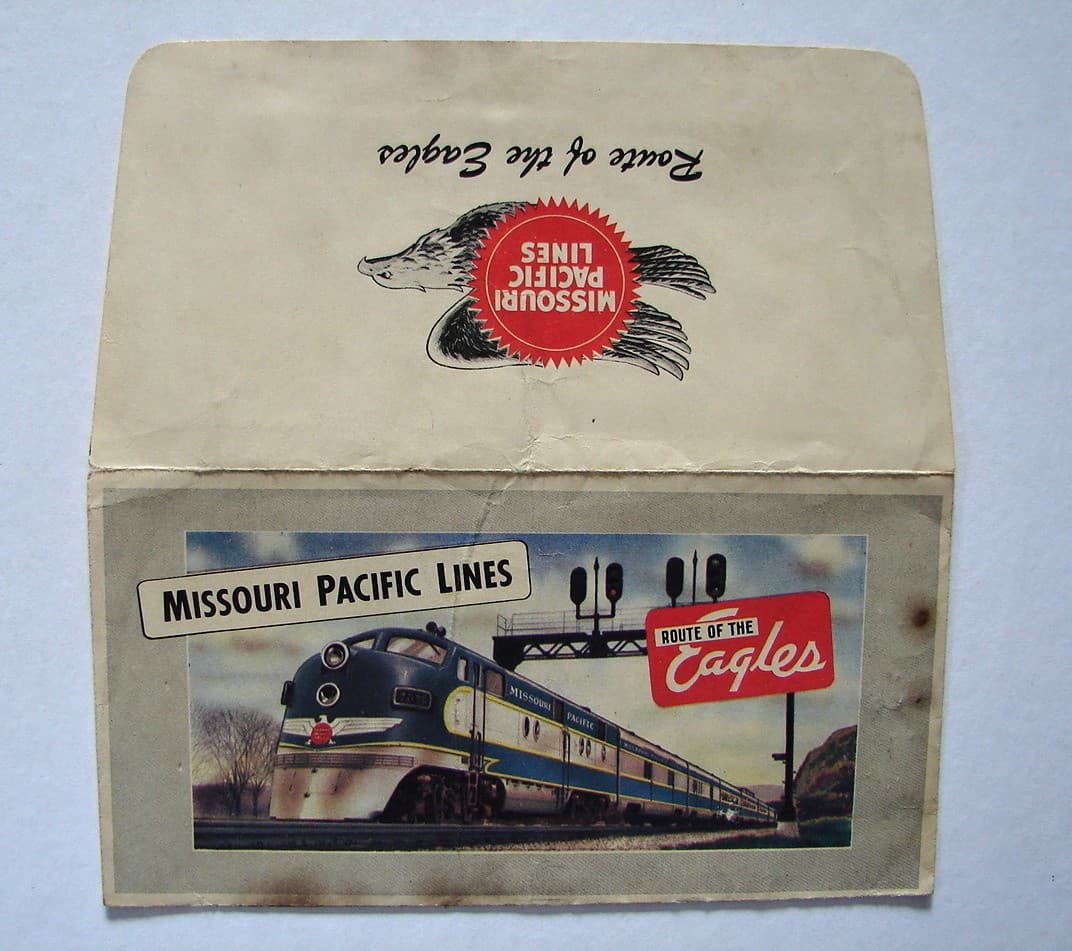 Route of the Eagles
MISSOURI
PACIFIC
LINES
MISSOURI PACIFIC LINES
ROUTE OF THE
Eagles
MISSOURI PACIFIC